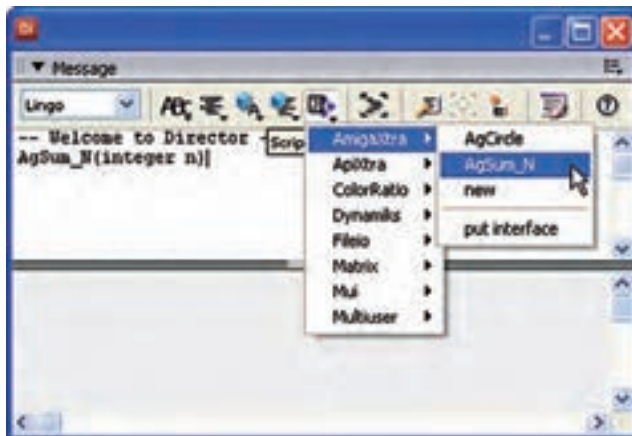 Message
Lingo
-- Welcome to Director
Scrip
AgSum_N(integer n)
AmigaXtra
ApiXtra
ColorRatio
Dynamiks
Fileio
Matrix
Mui
Multiuser
AgCircle
AgSum_N
new
put interface